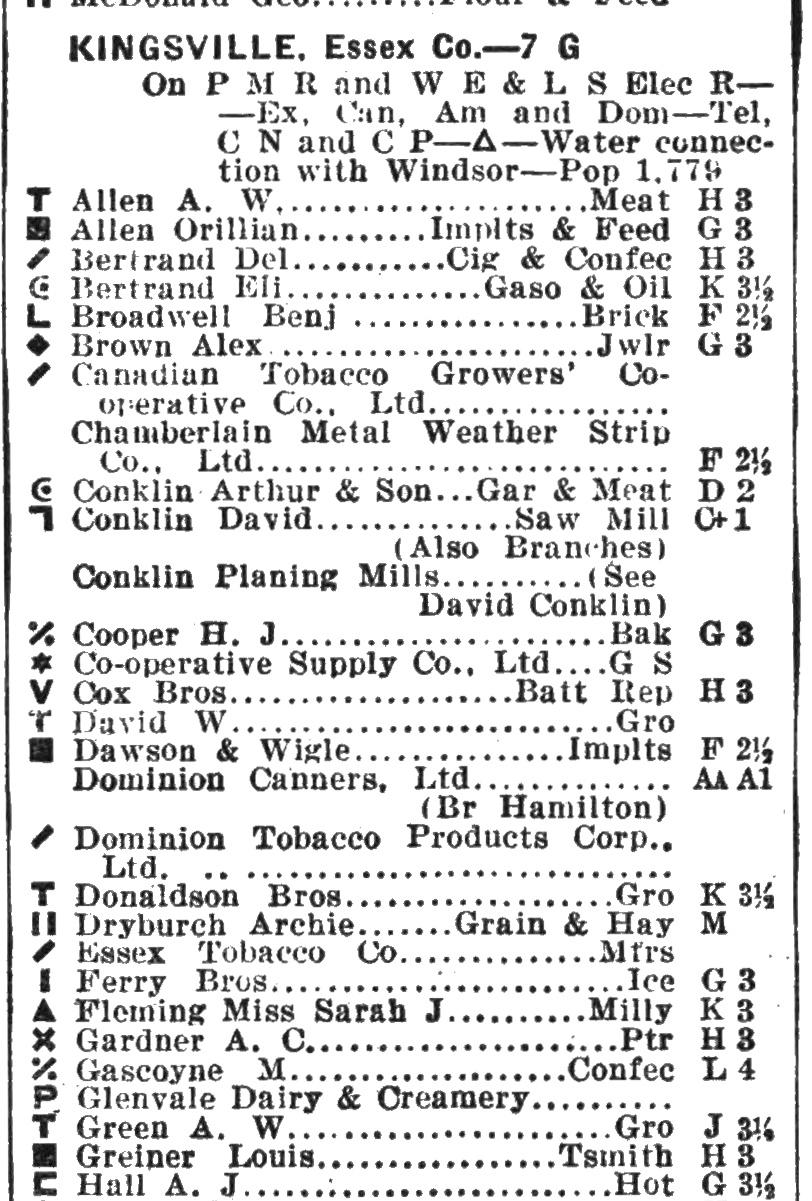 McDonald Geo.........Flour & Feed
KINGSVILLE, Essex Co.—7 G
On P M R and W E & L S Elec R—
—Ex, Can, Am and Dom—Tel,
C N and C P—Δ—Water connec-
tion with Windsor—Pop 1,779
T Allen A. W.......................Meat H 3
Allen Orillian.........Implts & Feed G 3
Bertrand Del............Cig & Confec H 3
Bertrand Eli...............Gaso & Oil K 3½
L Broadwell Benj ................Brick F 2½
◆ Brown Alex.......................Jwlr G 3
Canadian Tobacco Growers' Co-
operative Co., Ltd..................
Chamberlain Metal Weather Strip
Co., Ltd............................... F 2½
Conklin Arthur & Son...Gar & Meat D 2
Conklin David...............Saw Mill C+ 1
(Also Branches)
Conklin Planing Mills..........(See
David Conklin)
% Cooper H. J.......................Bak G 3
* Co-operative Supply Co., Ltd....G S
V Cox Bros.....................Batt Rep H 3
David W...........................Gro
■ Dawson & Wigle...............Implts F 2½
Dominion Canners, Ltd............... AA A1
(Br Hamilton)
Dominion Tobacco Products Corp.,
Ltd. .. ..............................
T Donaldson Bros...................Gro K 3½
Dryburch Archie.......Grain & Hay M
Essex Tobacco Co..............Mfrs
Ferry Bros.........................Ice G 3
▲ Fleming Miss Sarah J..........Milly K 3
Gardner A. C.......................Ptr H 3
% Gascoyne M....................Confec L 4
P Glenvale Dairy & Creamery..........
T Green A. W.......................Gro J 3½
■ Greiner Louis.................Tsmith H 3
Hall A. J..........................Hot G 3½